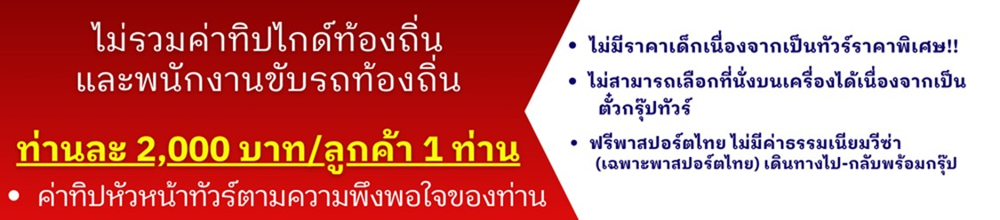 ไม่รวมค่าทิปไกด์ท้องถิ่น
และพนักงานขับรถท้องถิ่น
ท่านละ 2,000 บาท/ลูกค้า 1 ท่าน
• ค่าทิปหัวหน้าทัวร์ตามความพึงพอใจของท่าน
• ไม่มีราคาเด็กเนื่องจากเป็นทัวร์ราคาพิเศษ!!
• ไม่สามารถเลือกที่นั่งบนเครื่องได้เนื่องจากเป็น
ตั๋วกรุ๊ปทัวร์
• ฟรีพาสปอร์ตไทย ไม่มีค่าธรรมเนียมวีซ่า
(เฉพาะพาสปอร์ตไทย) เดินทางไป-กลับพร้อมกรุ๊ป